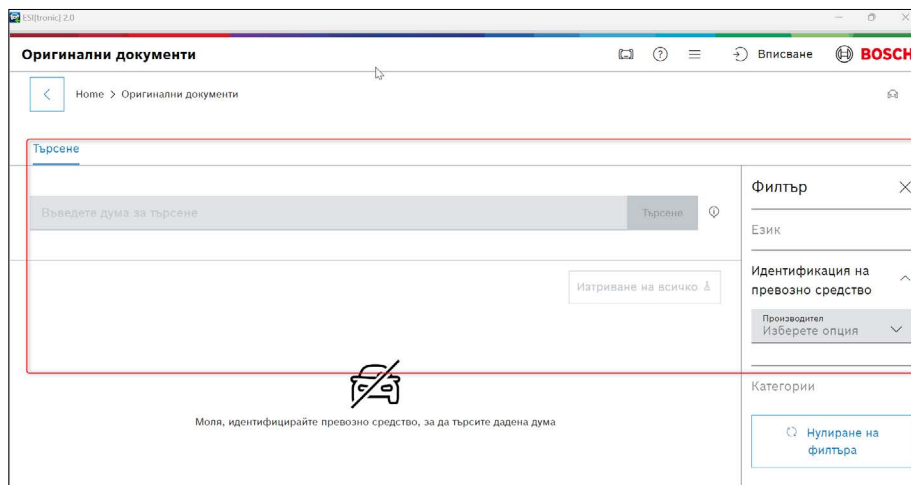 ESI[tronic] 2.0
Оригинални документи
Вписване
BOSCH
Home > Оригинални документи
Търсене
Въведете дума за търсене
Търсене
Изтриване на всичко
Моля, идентифицирайте превозно средство, за да търсите дадена дума
Филтър
Език
Идентификация на
превозно средство
Производител
Изберете опция
Категории
Нулиране на
филтъра